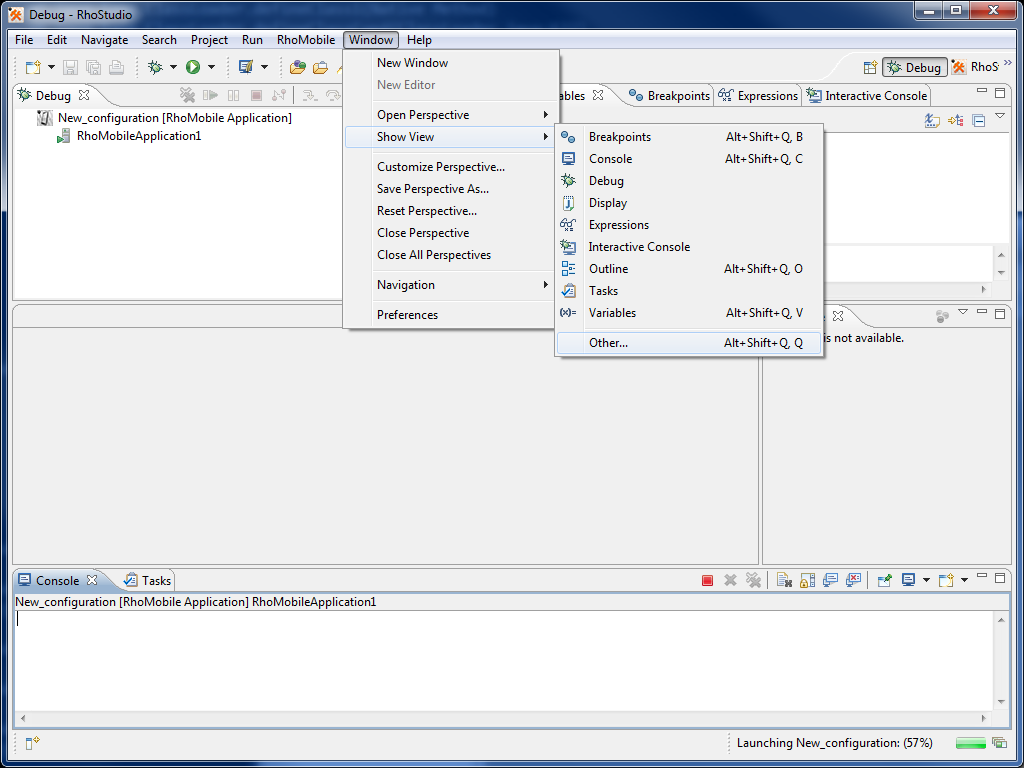 Debug - RhoStudio
File Edit Navigate Search Project Run RhoMobile Window Help
Debug RhoS
Debug
New_configuration [RhoMobile Application]
RhoMobileApplication1
New Window
New Editor
Open Perspective
Show View
Customize Perspective...
Save Perspective As...
Reset Perspective...
Close Perspective
Close All Perspectives
Navigation
Preferences
ables Breakpoints Expressions Interactive Console
Breakpoints Alt+Shift+Q, B
Console Alt+Shift+Q, C
Debug
Display
Expressions
Interactive Console
Outline Alt+Shift+Q, O
Tasks
(x)= Variables Alt+Shift+Q, V
Other... Alt+Shift+Q, Q
is not available.
Console Tasks
New_configuration [RhoMobile Application] RhoMobileApplication1
Launching New_configuration: (57%)